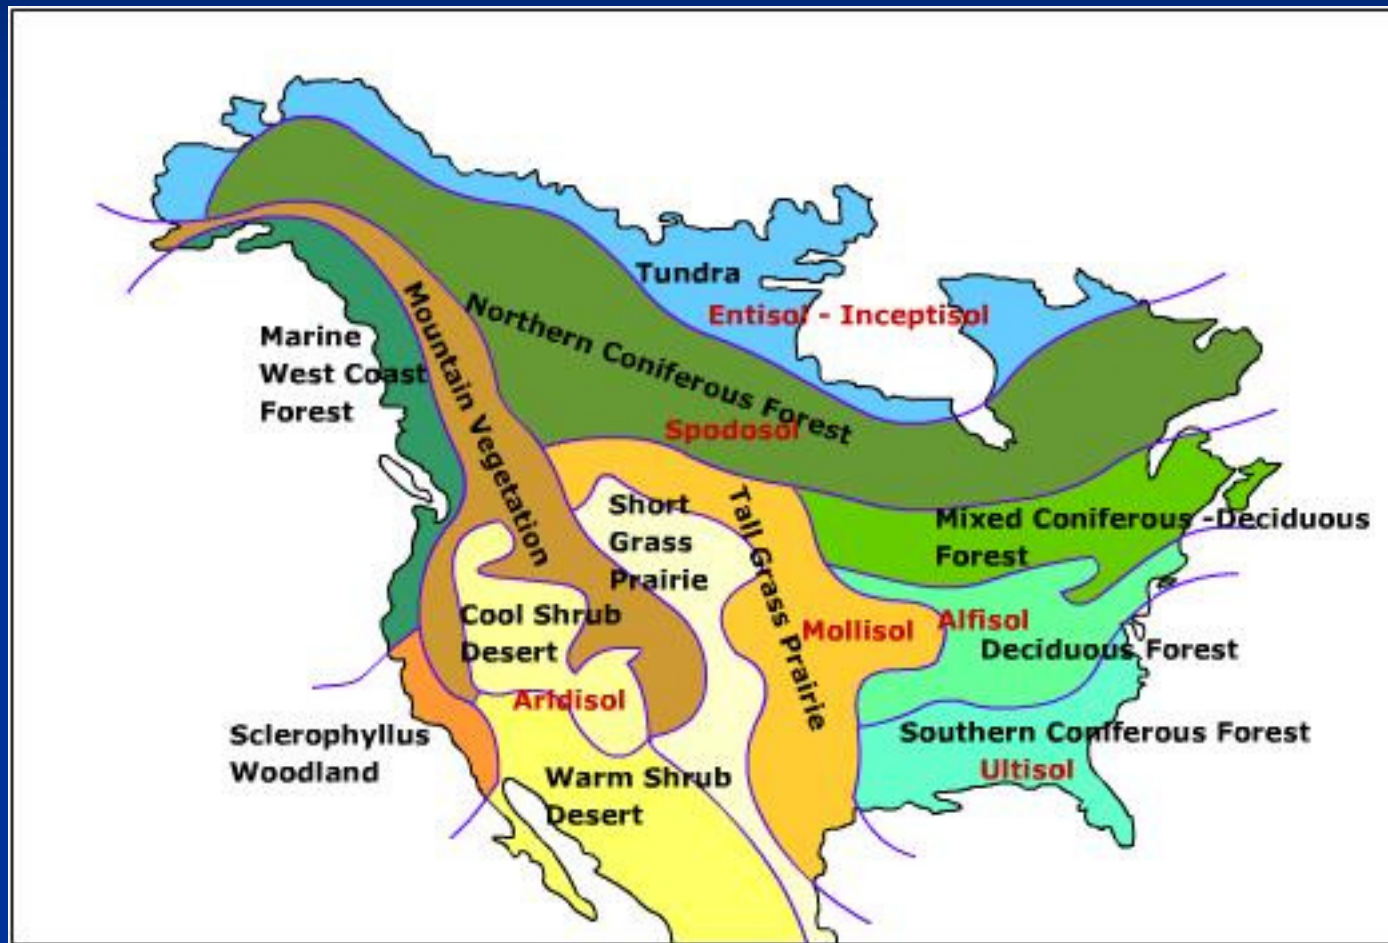 Tundra
Entisol - Inceptisol
Northern Coniferous Forest
Spodosol
Marine
West Coast
Forest
Mountain Vegetation
Short
Grass
Prairie
Tall Grass Prairie
Mixed Coniferous -Deciduous
Forest
Cool Shrub
Desert
Mollisol
Alfisol
Deciduous Forest
Aridisol
Sclerophyllus
Woodland
Southern Coniferous Forest
Ultisol
Warm Shrub
Desert